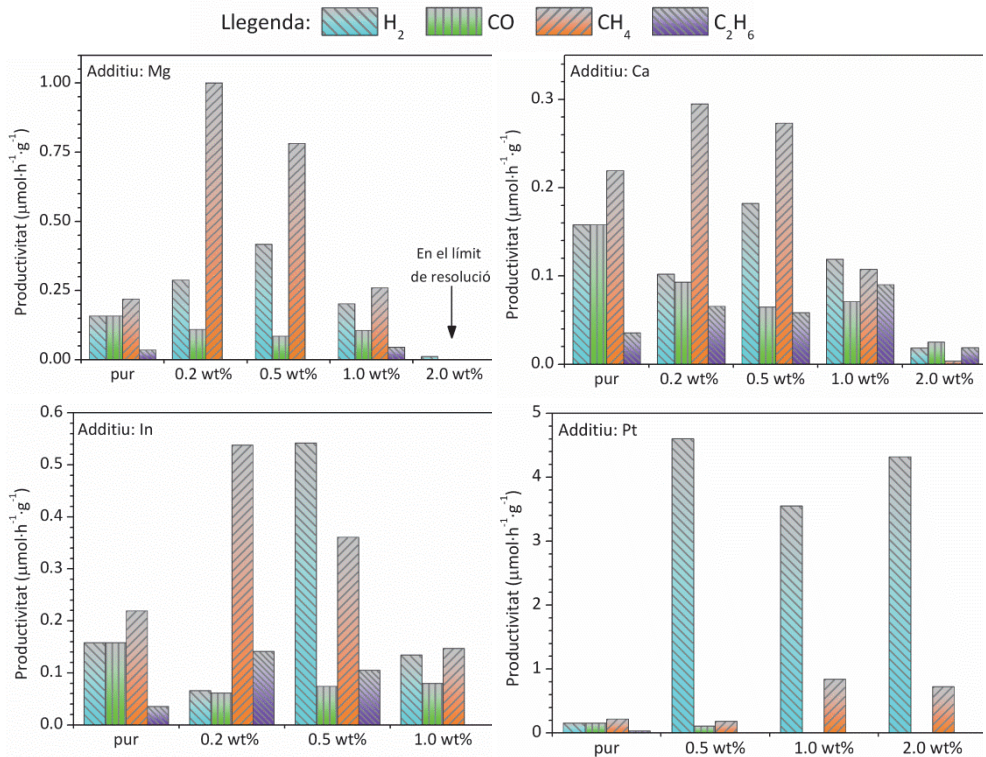 Llegenda: H2 CO CH4 C2H6
Additiu: Mg
Productivitat (µmol·h-1·g-1)
1.00
0.75
0.50
0.25
0.00
En el límit
de resolució
pur 0.2 wt% 0.5 wt% 1.0 wt% 2.0 wt%
Additiu: Ca
Productivitat (µmol·h-1·g-1)
0.3
0.2
0.1
0.0
pur 0.2 wt% 0.5 wt% 1.0 wt% 2.0 wt%
Additiu: In
Productivitat (µmol·h-1·g-1)
0.6
0.5
0.4
0.3
0.2
0.1
0.0
pur 0.2 wt% 0.5 wt% 1.0 wt%
Additiu: Pt
Productivitat (µmol·h-1·g-1)
5
4
3
2
1
0
pur 0.5 wt% 1.0 wt% 2.0 wt%